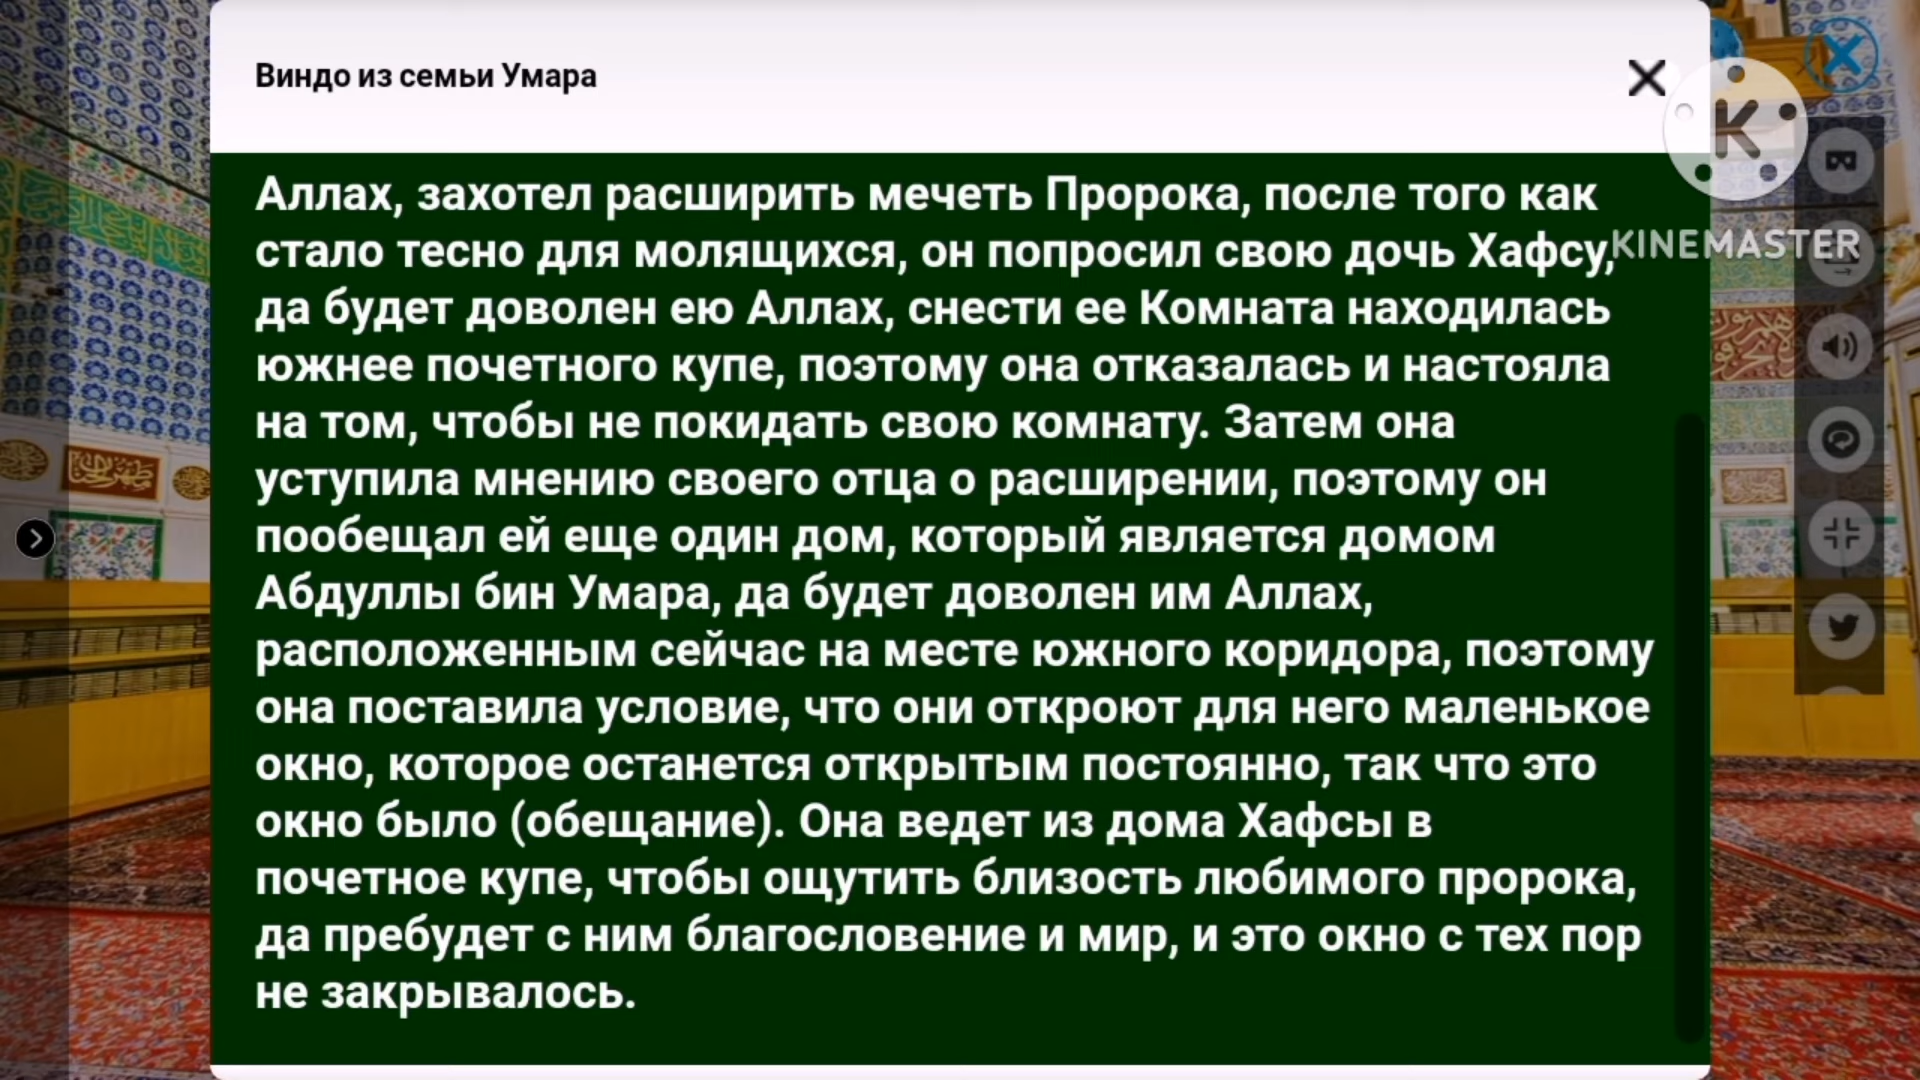 Виндо из семьи Умара
Аллах, захотел расширить мечеть Пророка, после того как
стало тесно для молящихся, он попросил свою дочь Хафсу,
да будет доволен ею Аллах, снести ее Комната находилась
южнее почетного купе, поэтому она отказалась и настояла
на том, чтобы не покидать свою комнату. Затем она
уступила мнению своего отца о расширении, поэтому он
пообещал ей еще один дом, который является домом
Абдуллы бин Умара, да будет доволен им Аллах,
расположенным сейчас на месте южного коридора, поэтому
она поставила условие, что они откроют для него маленькое
окно, которое останется открытым постоянно, так что это
окно было (обещание). Она ведет из дома Хафсы в
почетное купе, чтобы ощутить близость любимого пророка,
да пребудет с ним благословение и мир, и это окно с тех пор
не закрывалось.
K
KINEMASTER